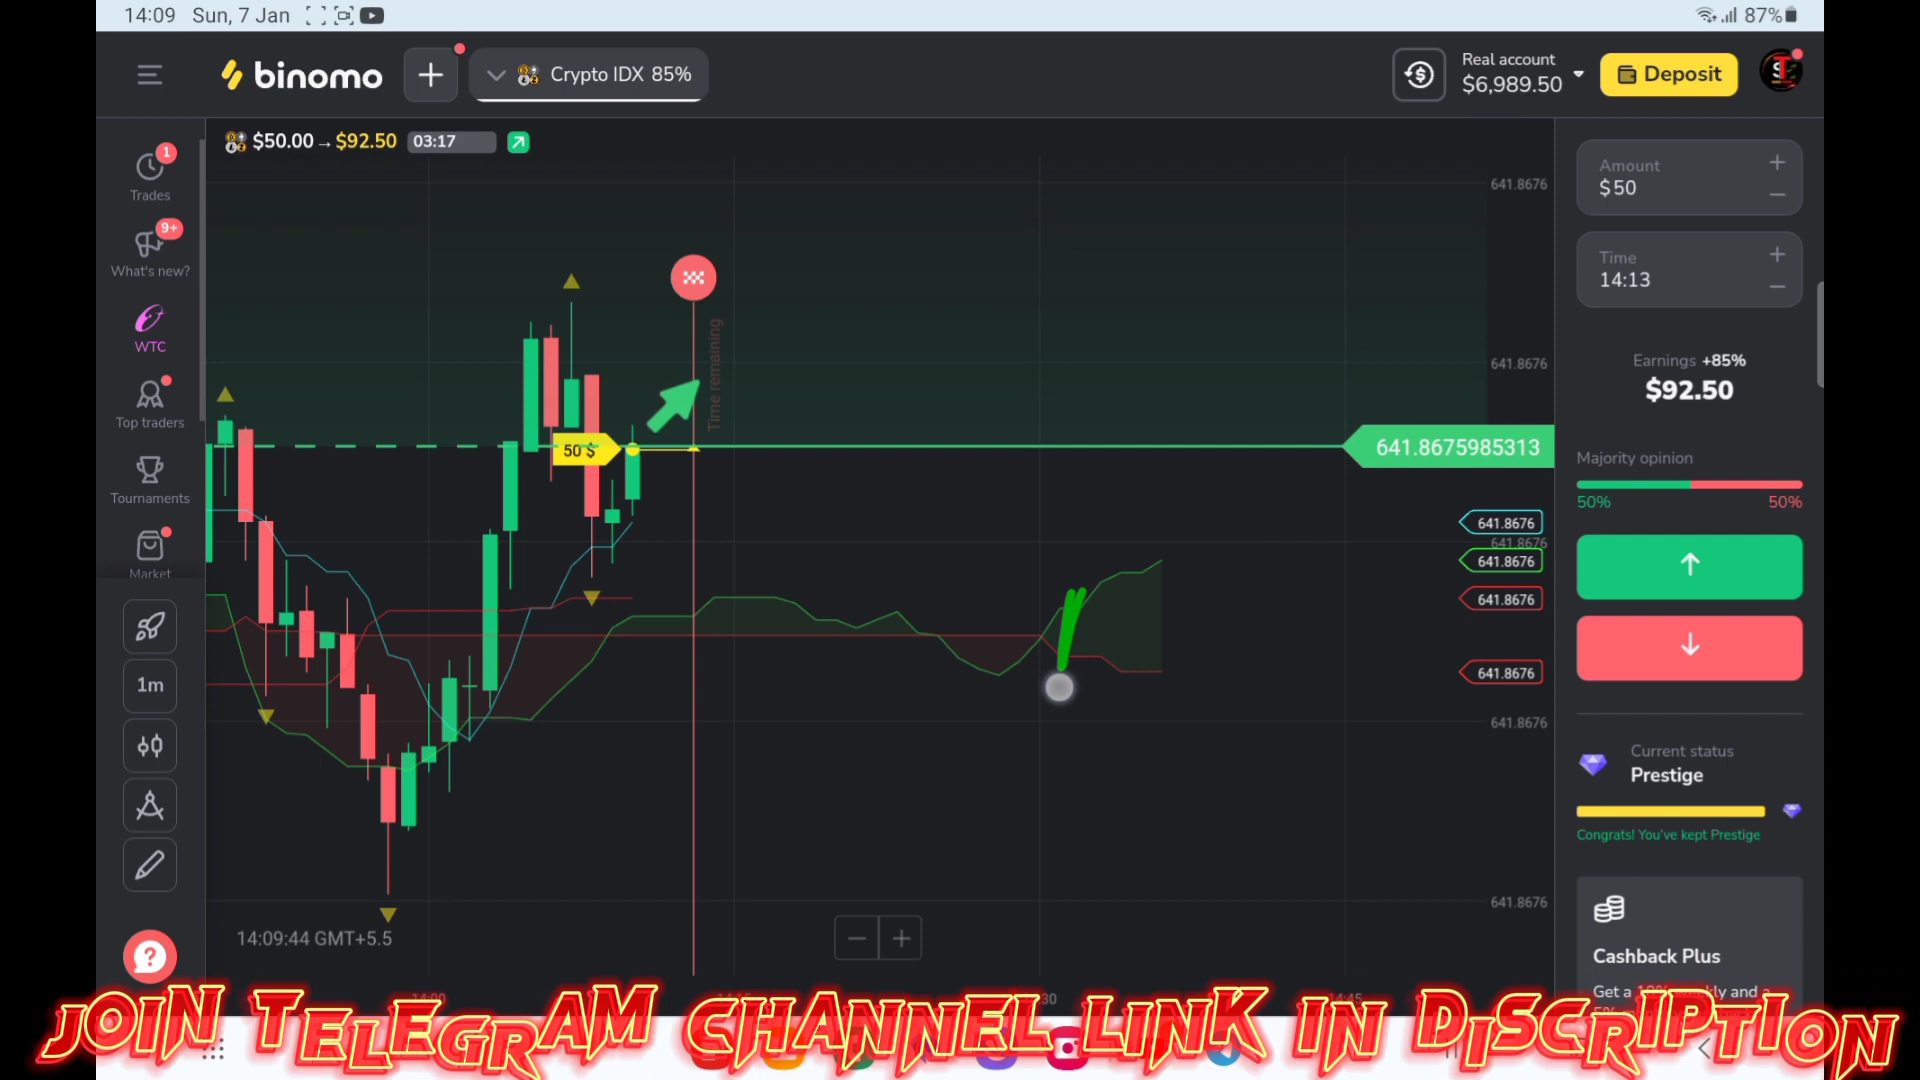 14:09 Sun, 7 Jan
87%
binomo
Crypto IDX 85%
Real account
$6,989.50
Deposit
$50.00→$92.50 03:17
1
Trades
9+
What's new?
WTC
Top traders
Tournaments
Market
1m
Time remaining
50 $
641.8676
641.8676
641.8675985313
641.8676
641.8676
641.8676
641.8676
641.8676
641.8676
641.8676
14:09:44 GMT+5.5
Amount
$50
Time
14:13
Earnings +85%
$92.50
Majority opinion
50% 50%
Current status
Prestige
Congrats! You've kept Prestige
Cashback Plus
JOIN TELEGRAM CHANNEL LINK IN DISCRIPTION